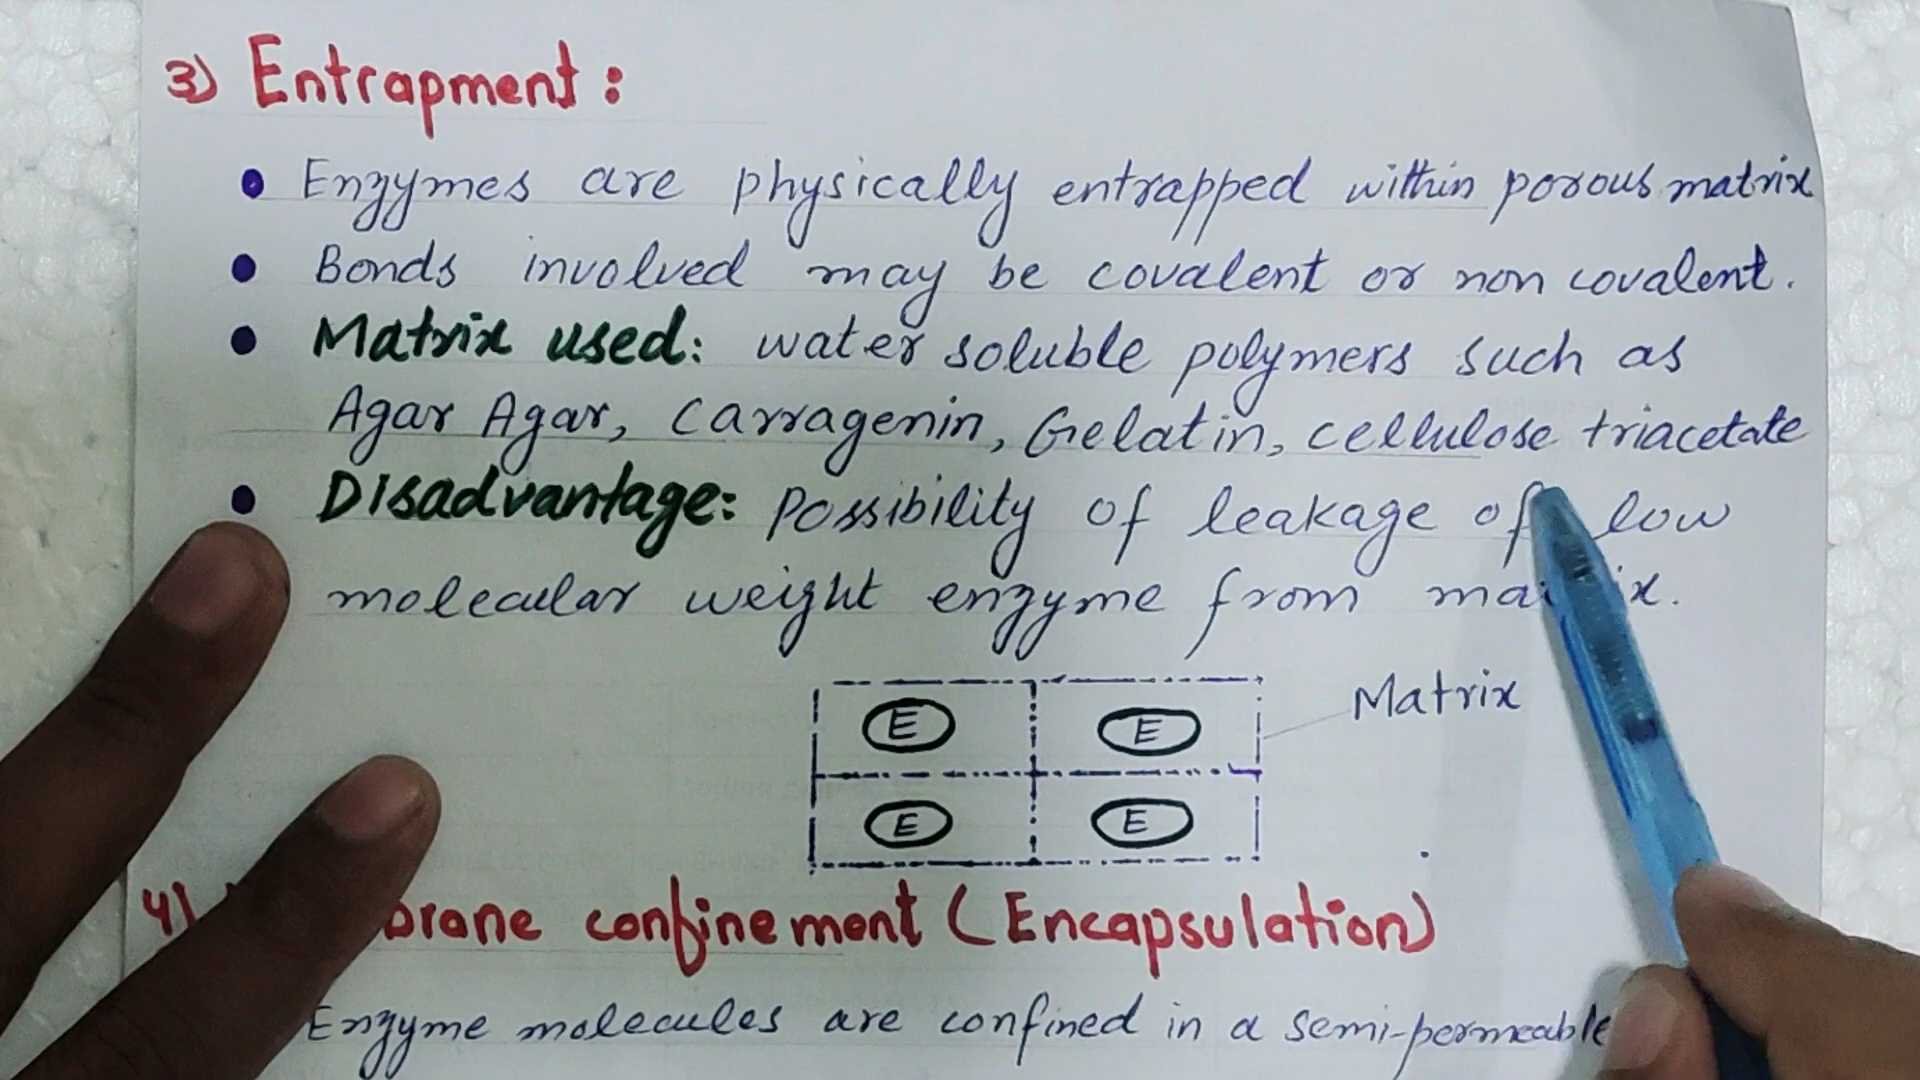 3) Entrapment:
• Enzymes are physically entrapped within porous matrix
• Bonds involved may be covalent or non covalent.
• Matrix used: water soluble polymers such as
Agar Agar, Carragenin, Gelatin, cellulose triacetate
• Disadvantage: Possibility of leakage of low
molecular weight enzyme from
E E Matrix
E E
4) confinement (Encapsulation)
Enzyme molecules are confined in a semi-permeable